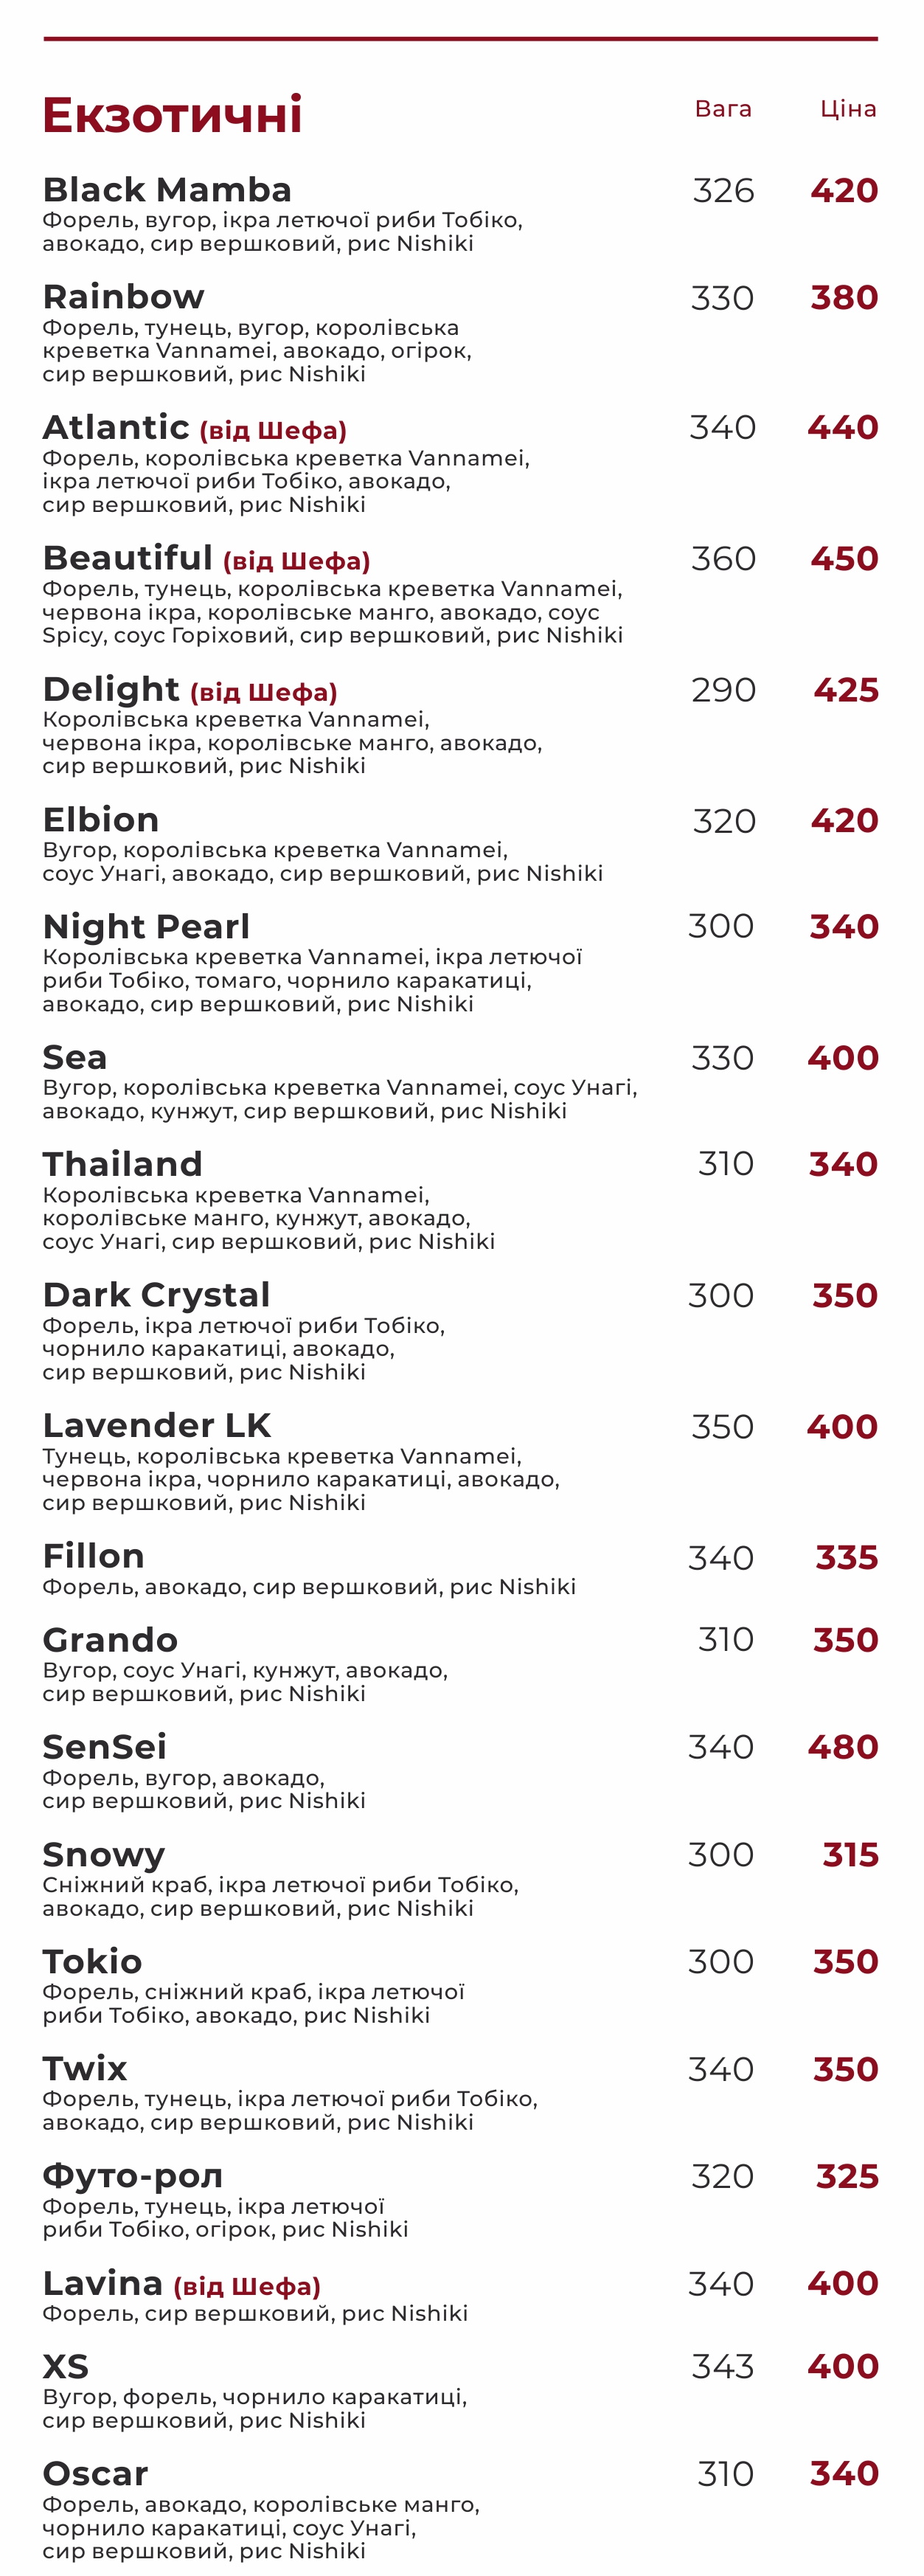 Екзотичні Вага Ціна
Black Mamba 326 420
Форель, вугор, ікра летючої риби Тобіко,
авокадо, сир вершковий, рис Nishiki
Rainbow 330 380
Форель, тунець, вугор, королівська
креветка Vannamei, авокадо, огірок,
сир вершковий, рис Nishiki
Atlantic (від Шефа) 340 440
Форель, королівська креветка Vannamei,
ікра летючої риби Тобіко, авокадо,
сир вершковий, рис Nishiki
Beautiful (від Шефа) 360 450
Форель, тунець, королівська креветка Vannamei,
червона ікра, королівське манго, авокадо, соус
Spicy, соус Горіховий, сир вершковий, рис Nishiki
Delight (від Шефа) 290 425
Королівська креветка Vannamei,
червона ікра, королівське манго, авокадо,
сир вершковий, рис Nishiki
Elbion 320 420
Вугор, королівська креветка Vannamei,
соус Унагі, авокадо, сир вершковий, рис Nishiki
Night Pearl 300 340
Королівська креветка Vannamei, ікра летючої
риби Тобіко, томаго, чорнило каракатиці,
авокадо, сир вершковий, рис Nishiki
Sea 330 400
Вугор, королівська креветка Vannamei, соус Унагі,
авокадо, кунжут, сир вершковий, рис Nishiki
Thailand 310 340
Королівська креветка Vannamei,
королівське манго, кунжут, авокадо,
соус Унагі, сир вершковий, рис Nishiki
Dark Crystal 300 350
Форель, ікра летючої риби Тобіко,
чорнило каракатиці, авокадо,
сир вершковий, рис Nishiki
Lavender LK 350 400
Тунець, королівська креветка Vannamei,
червона ікра, чорнило каракатиці, авокадо,
сир вершковий, рис Nishiki
Fillon 340 335
Форель, авокадо, сир вершковий, рис Nishiki
Grando 310 350
Вугор, соус Унагі, кунжут, авокадо,
сир вершковий, рис Nishiki
SenSei 340 480
Форель, вугор, авокадо,
сир вершковий, рис Nishiki
Snowy 300 315
Сніжний краб, ікра летючої риби Тобіко,
авокадо, сир вершковий, рис Nishiki
Tokio 300 350
Форель, сніжний краб, ікра летючої
риби Тобіко, авокадо, рис Nishiki
Twix 340 350
Форель, тунець, ікра летючої риби Тобіко,
авокадо, сир вершковий, рис Nishiki
Футо-рол 320 325
Форель, тунець, ікра летючої
риби Тобіко, огірок, рис Nishiki
Lavina (від Шефа) 340 400
Форель, сир вершковий, рис Nishiki
XS 343 400
Вугор, форель, чорнило каракатиці,
сир вершковий, рис Nishiki
Oscar 310 340
Форель, авокадо, королівське манго,
чорнило каракатиці, соус Унагі,
сир вершковий, рис Nishiki